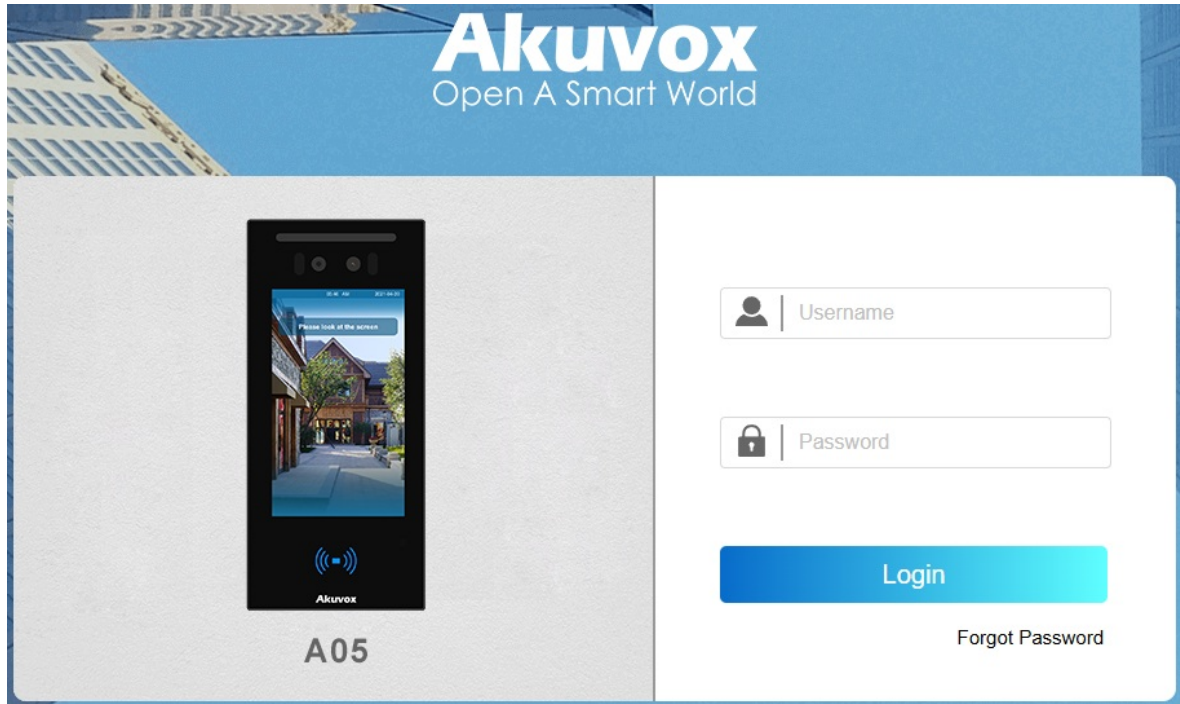 Akuvox
Open A Smart World
Please look at the screen
Akuvox
A05
Username
Password
Login
Forgot Password